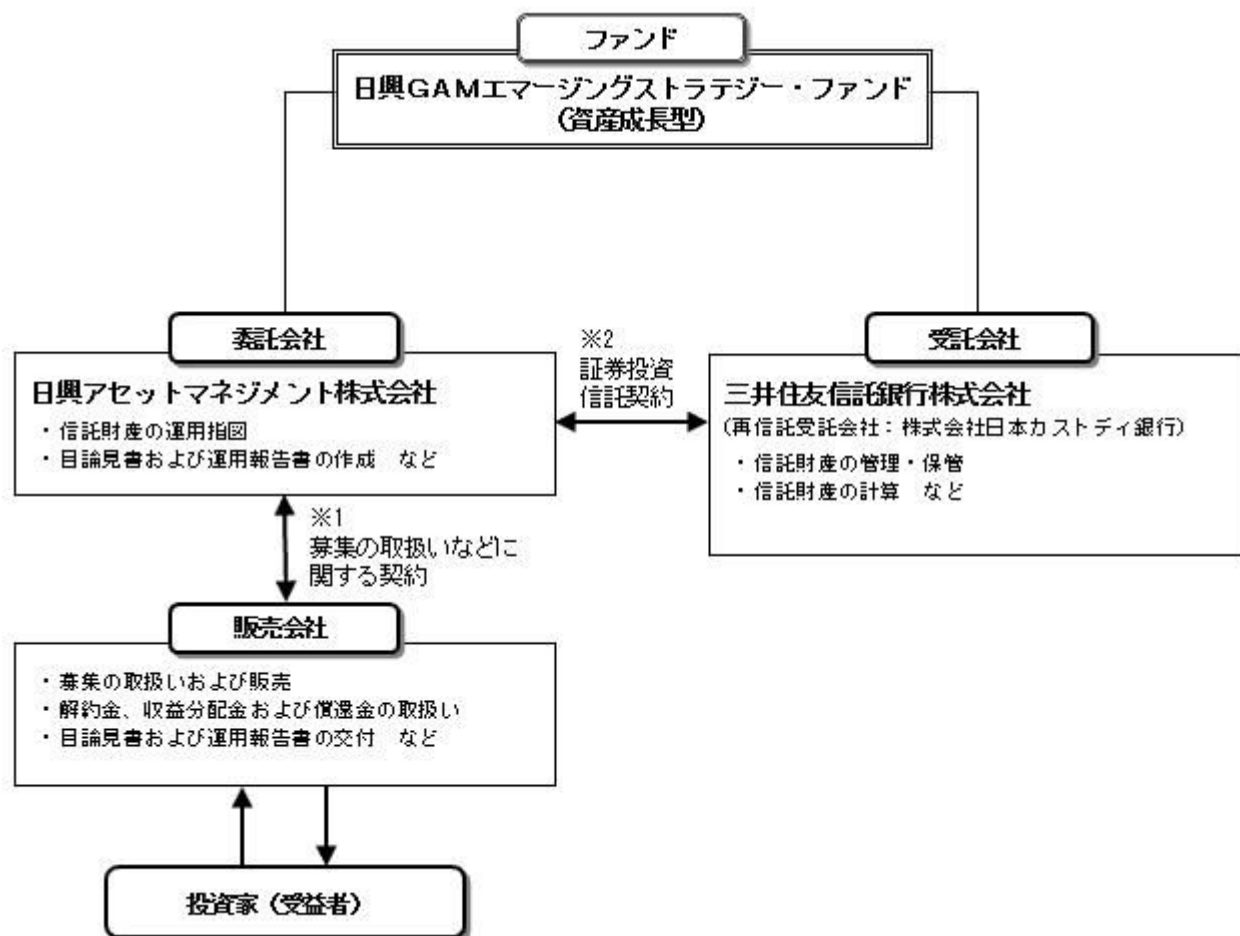 ファンド
日興GAMエマージングストラテジー・ファンド
(資産成長型)
委託会社
日興アセットマネジメント株式会社
・信託財産の運用指図
・目論見書および運用報告書の作成　など
※2
証券投資
信託契約
受託会社
三井住友信託銀行株式会社
(再信託受託会社：株式会社日本カストディ銀行)
・信託財産の管理・保管
・信託財産の計算　など
※1
募集の取扱いなどに
関する契約
販売会社
・募集の取扱いおよび販売
・解約金、収益分配金および償還金の取扱い
・目論見書および運用報告書の交付　など
投資家（受益者）